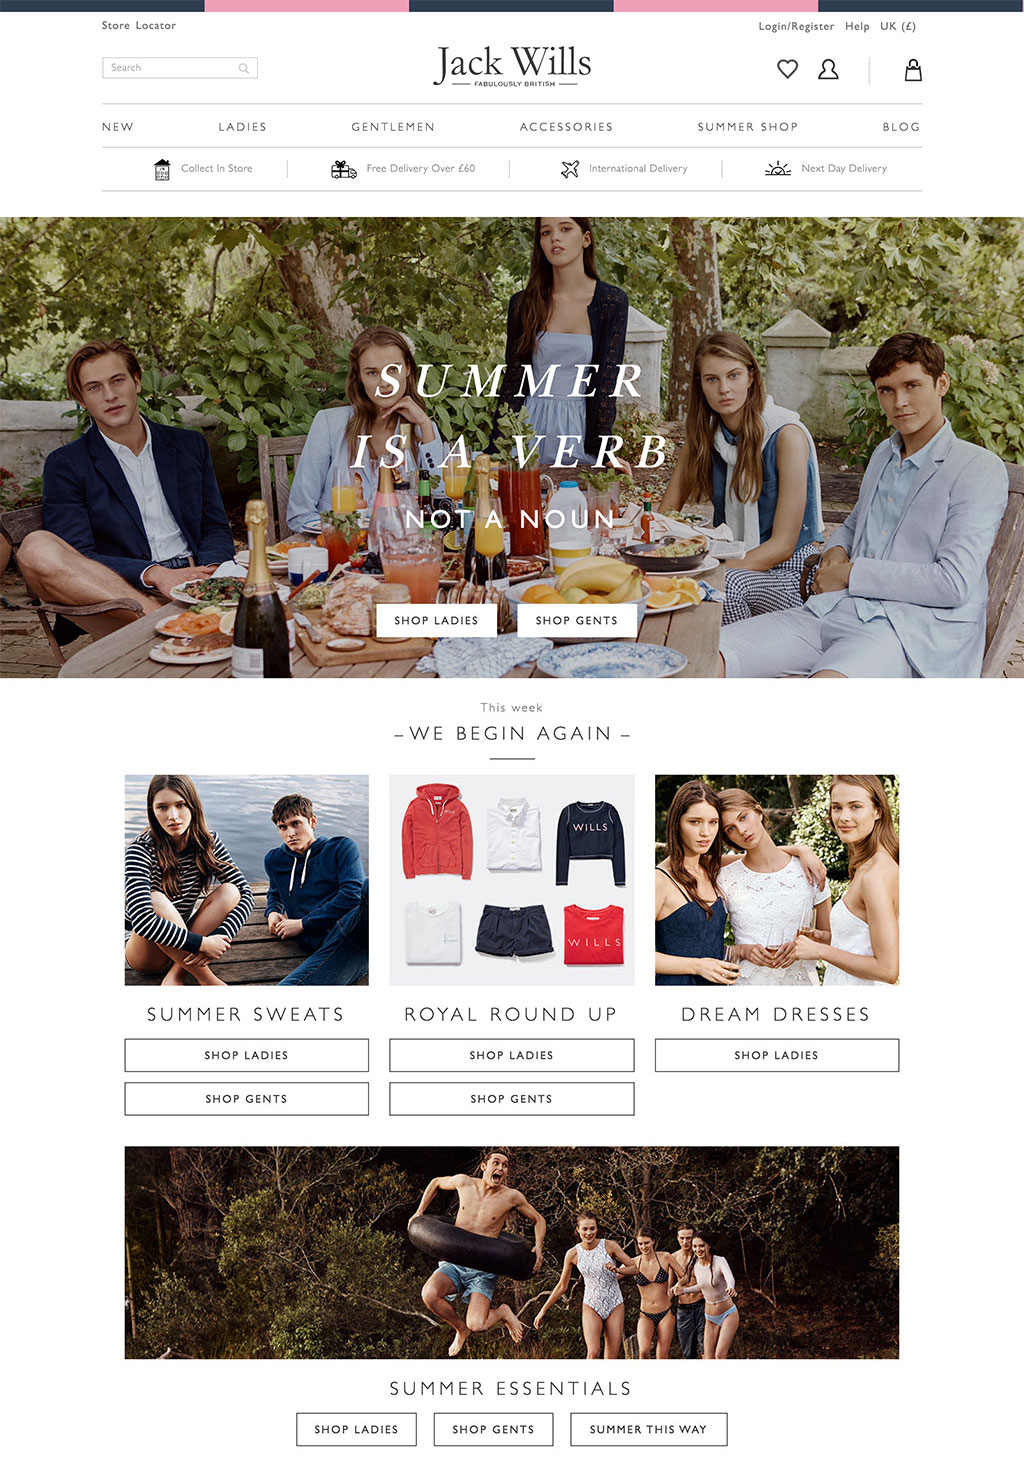 Store Locator
Login/Register Help UK (£)
Search
Jack Wills
FABULOUSLY BRITISH
NEW LADIES GENTLEMEN ACCESSORIES SUMMER SHOP BLOG
Collect In Store Free Delivery Over £60 International Delivery Next Day Delivery
SUMMER
IS A VERB
NOT A NOUN
SHOP LADIES SHOP GENTS
This week
– WE BEGIN AGAIN –
WILLS
WILLS
SUMMER SWEATS ROYAL ROUND UP DREAM DRESSES
SHOP LADIES SHOP LADIES SHOP LADIES
SHOP GENTS SHOP GENTS
SUMMER ESSENTIALS
SHOP LADIES SHOP GENTS SUMMER THIS WAY